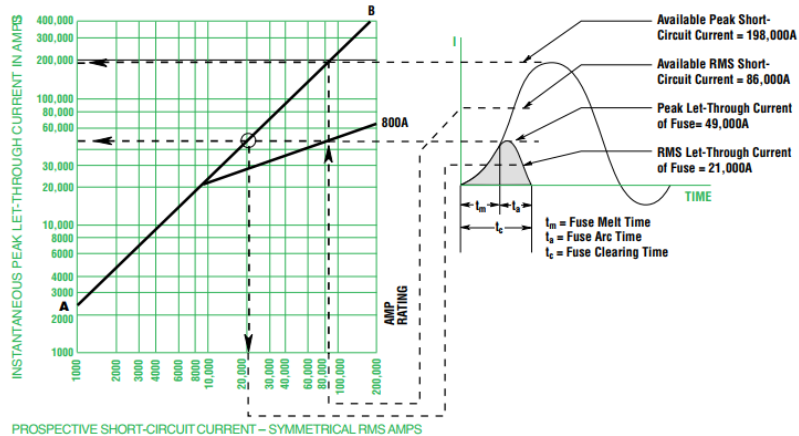 INSTANTANEOUS PEAK LET-THROUGH CURRENT IN AMPS
400,000
300,000
200,000
100,000
80,000
60,000
30,000
20,000
10,000
8000
6000
4000
3000
2000
1000
A
B
800A
AMP
RATING
1000
2000
3000
4000
6000
8000
10,000
20,000
30,000
40,000
60,000
80,000
100,000
200,000
PROSPECTIVE SHORT-CIRCUIT CURRENT – SYMMETRICAL RMS AMPS
I
TIME
tm
ta
tc
Available Peak Short-
Circuit Current = 198,000A
Available RMS Short-
Circuit Current = 86,000A
Peak Let-Through Current
of Fuse= 49,000A
RMS Let-Through Current
of Fuse = 21,000A
tm = Fuse Melt Time
ta = Fuse Arc Time
tc = Fuse Clearing Time